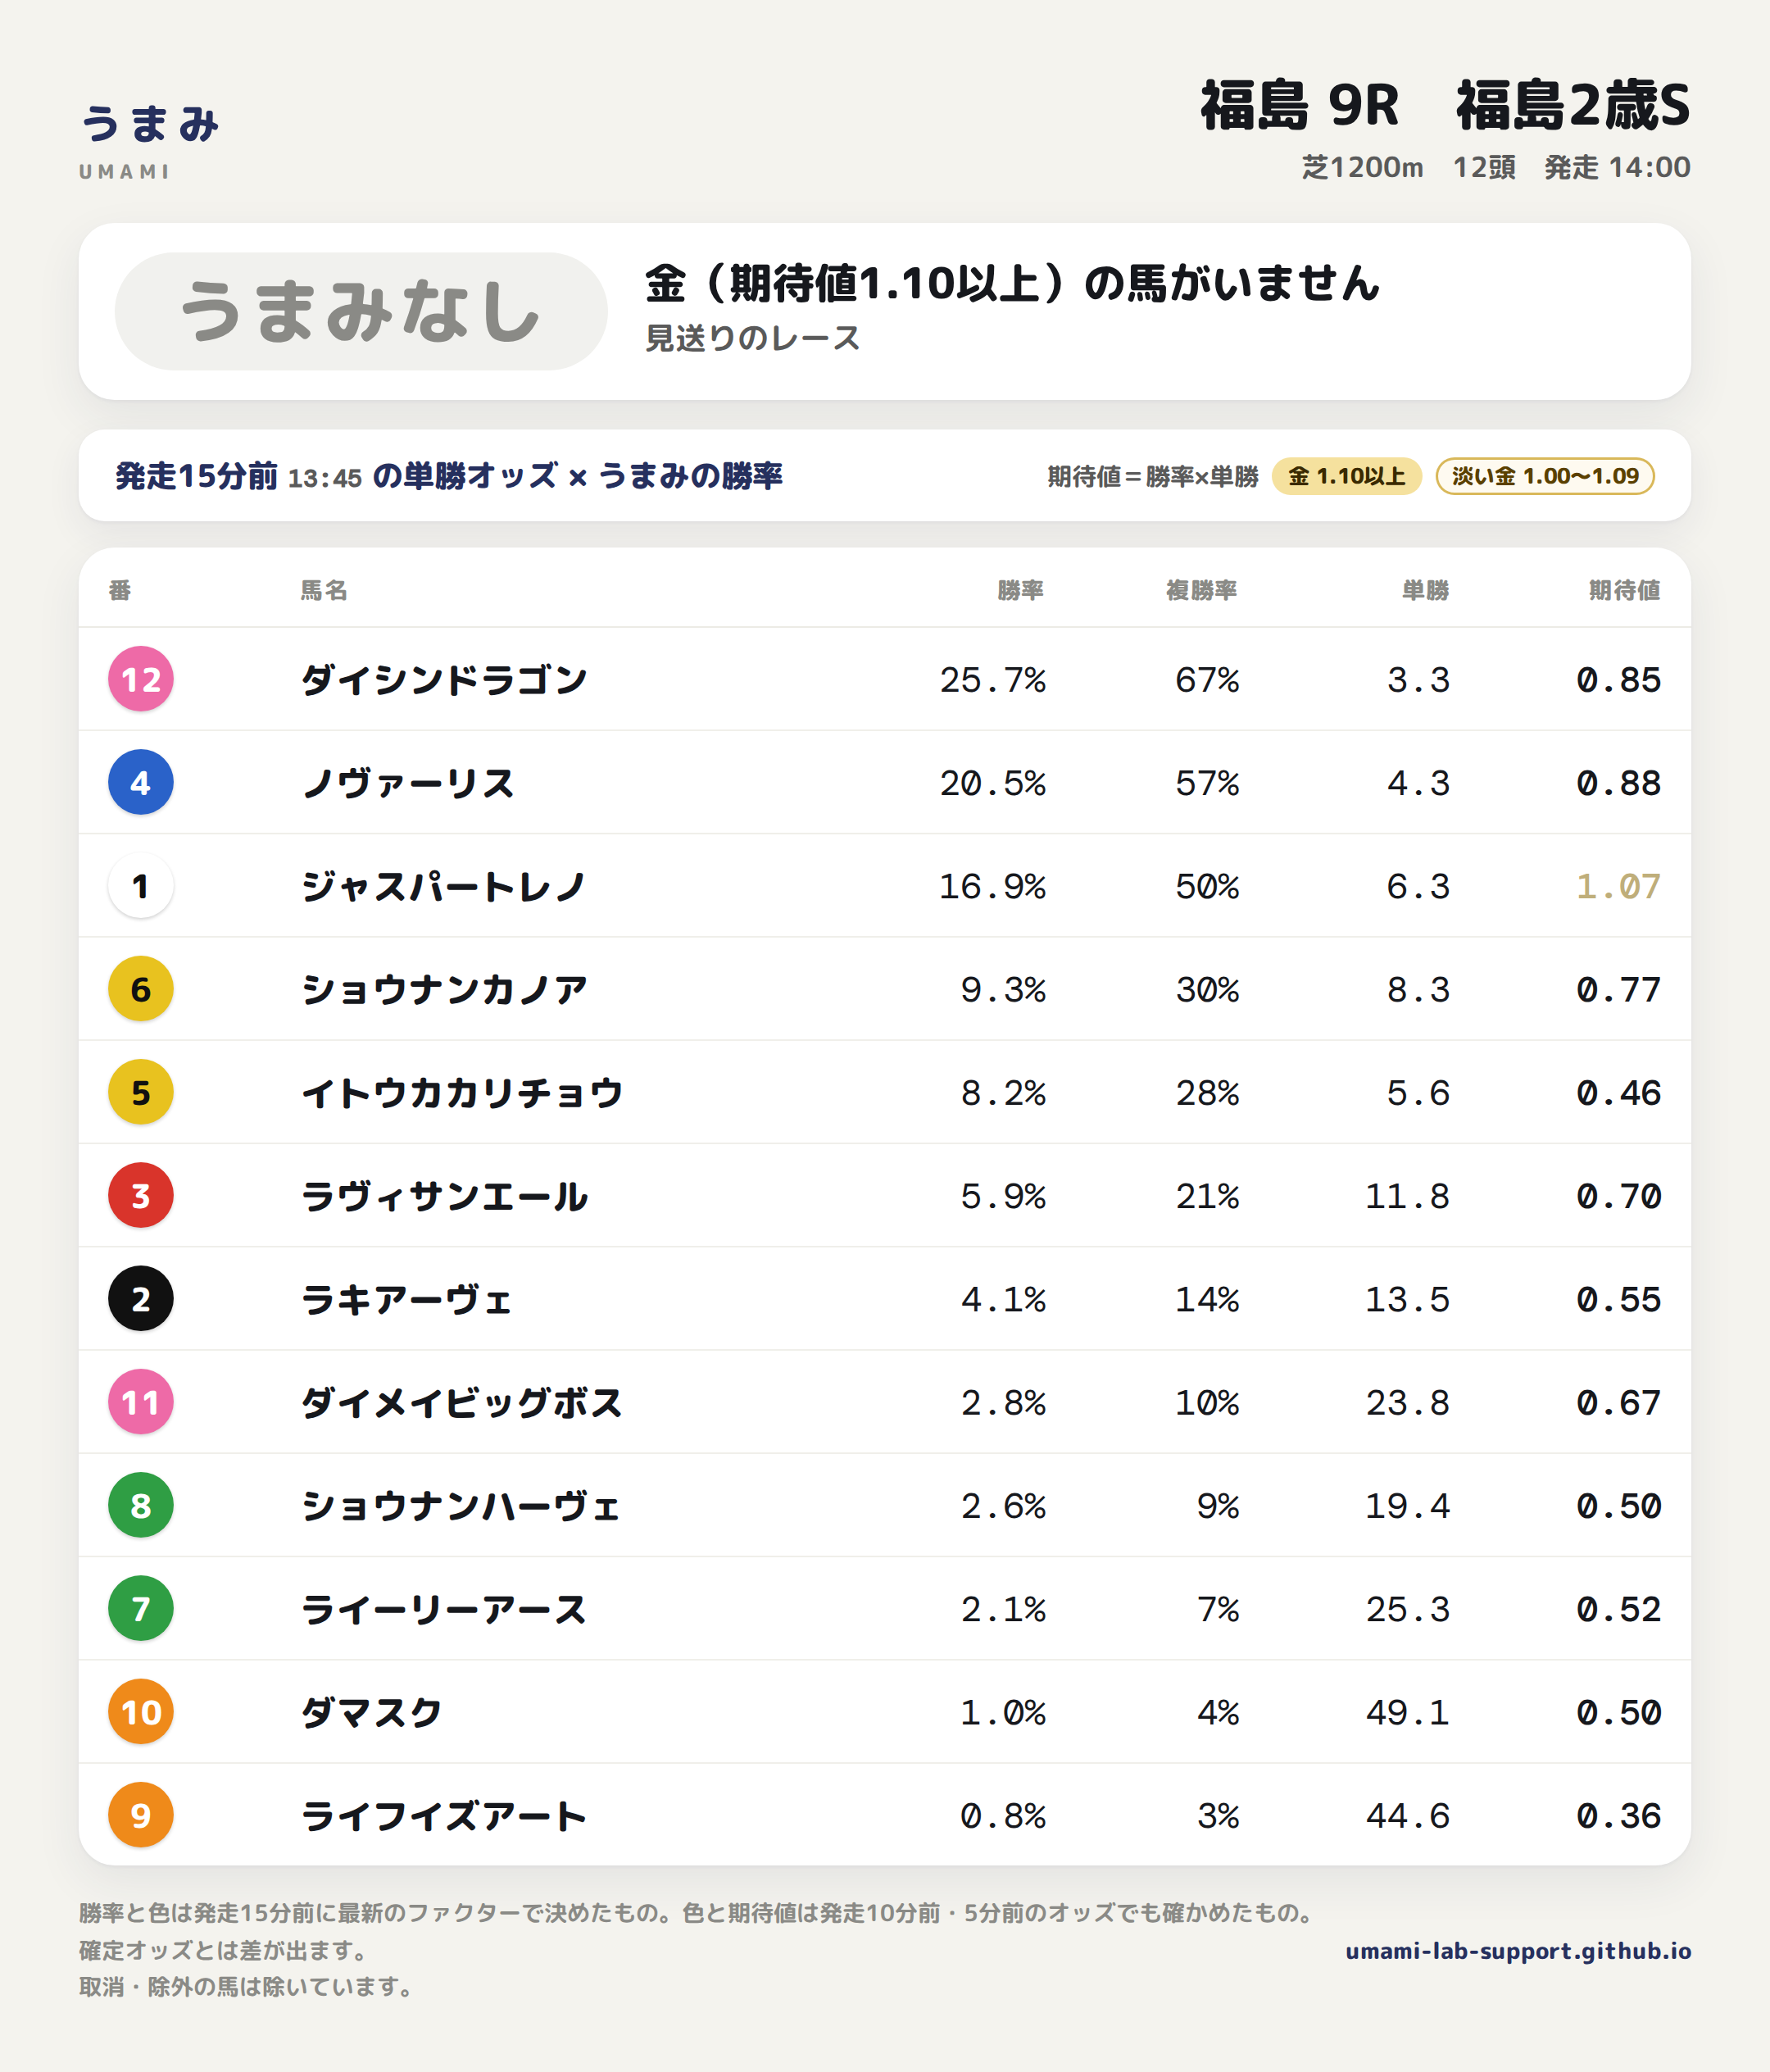 うまみ
UMAMI
福島 9R　福島2歳S
芝1200m　12頭　発走 14:00
うまみなし
金（期待値1.10以上）の馬がいません
見送りのレース
発走15分前 13:45 の単勝オッズ × うまみの勝率
期待値＝勝率×単勝 金 1.10以上 淡い金 1.00〜1.09
番 馬名 勝率 複勝率 単勝 期待値
12 ダイシンドラゴン 25.7% 67% 3.3 0.85
4 ノヴァーリス 20.5% 57% 4.3 0.88
1 ジャスパートレノ 16.9% 50% 6.3 1.07
6 ショウナンカノア 9.3% 30% 8.3 0.77
5 イトウカカリチョウ 8.2% 28% 5.6 0.46
3 ラヴィサンエール 5.9% 21% 11.8 0.70
2 ラキアーヴェ 4.1% 14% 13.5 0.55
11 ダイメイビッグボス 2.8% 10% 23.8 0.67
8 ショウナンハーヴェ 2.6% 9% 19.4 0.50
7 ライーリーアース 2.1% 7% 25.3 0.52
10 ダマスク 1.0% 4% 49.1 0.50
9 ライフイズアート 0.8% 3% 44.6 0.36
勝率と色は発走15分前に最新のファクターで決めたもの。色と期待値は発走10分前・5分前のオッズでも確かめたもの。
確定オッズとは差が出ます。
取消・除外の馬は除いています。
umami-lab-support.github.io